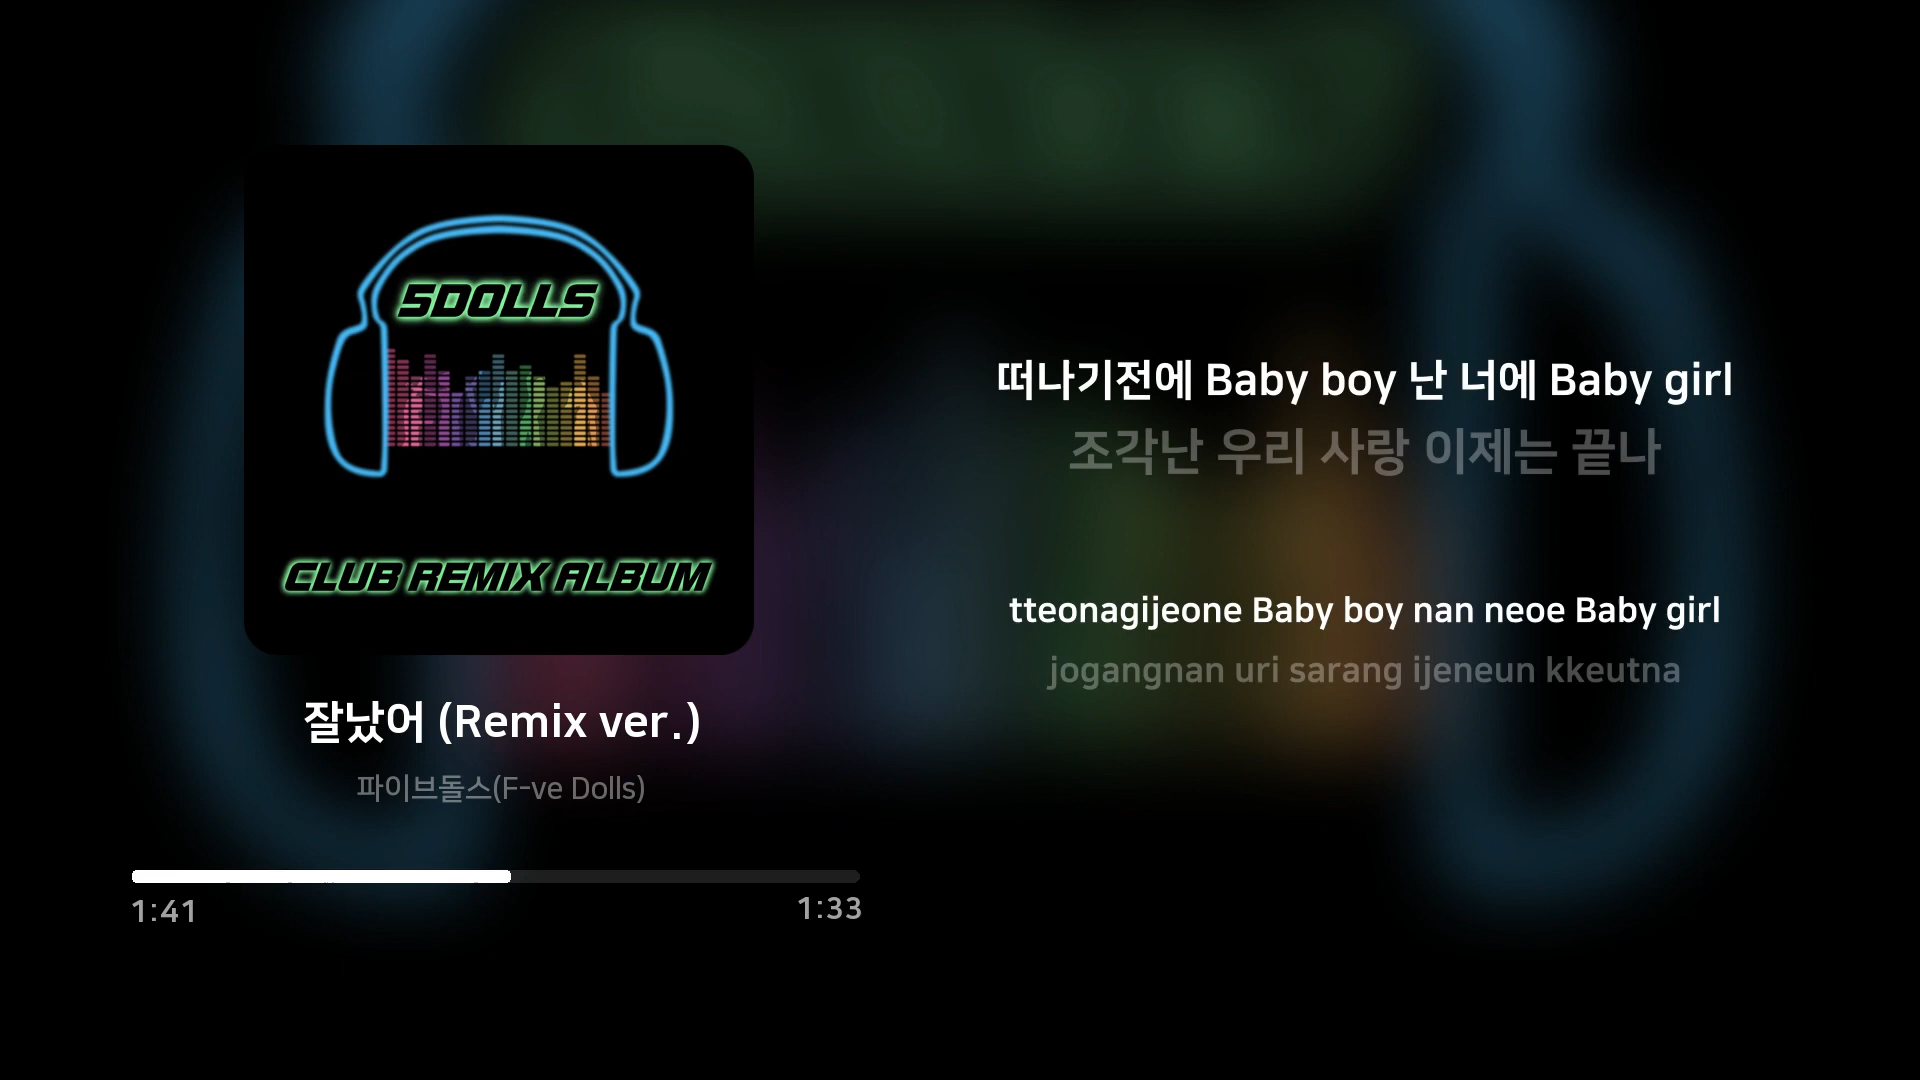 5DOLLS
CLUB REMIX ALBUM
잘났어 (Remix ver.)
파이브돌스(F-ve Dolls)
1:41
1:33
떠나기전에 Baby boy 난 너에 Baby girl
조각난 우리 사랑 이제는 끝나
tteonagijeone Baby boy nan neoe Baby girl
jogangnan uri sarang ijeneun kkeutna